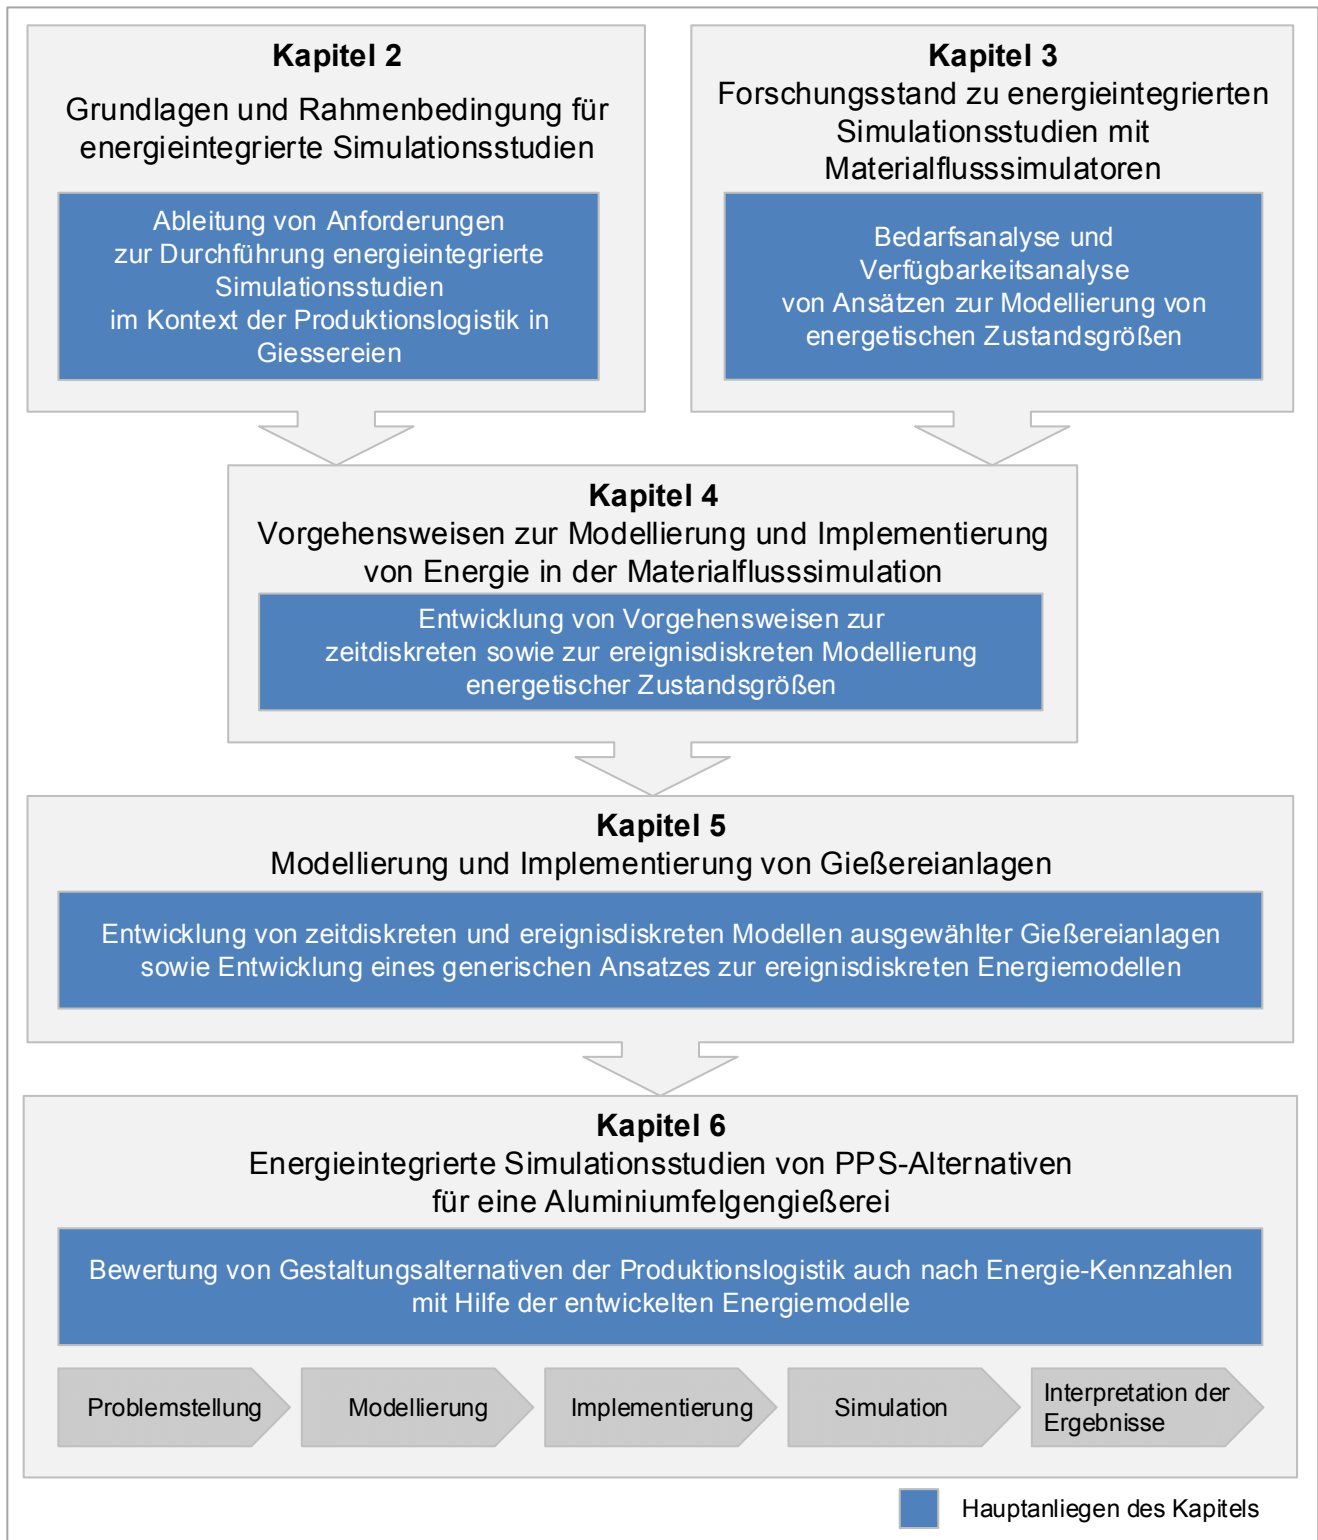 Kapitel 2
Grundlagen und Rahmenbedingung für
energieintegrierte Simulationsstudien
Ableitung von Anforderungen
zur Durchführung energieintegrierte
Simulationsstudien
im Kontext der Produktionslogistik in
Giessereien
Kapitel 3
Forschungsstand zu energieintegrierten
Simulationsstudien mit
Materialflusssimulatoren
Bedarfsanalyse und
Verfügbarkeitsanalyse
von Ansätzen zur Modellierung von
energetischen Zustandsgrößen
Kapitel 4
Vorgehensweisen zur Modellierung und Implementierung
von Energie in der Materialflusssimulation
Entwicklung von Vorgehensweisen zur
zeitdiskreten sowie zur ereignisdiskreten Modellierung
energetischer Zustandsgrößen
Kapitel 5
Modellierung und Implementierung von Gießereianlagen
Entwicklung von zeitdiskreten und ereignisdiskreten Modellen ausgewählter Gießereianlagen
sowie Entwicklung eines generischen Ansatzes zur ereignisdiskreten Energiemodellen
Kapitel 6
Energieintegrierte Simulationsstudien von PPS-Alternativen
für eine Aluminiumfelgengießerei
Bewertung von Gestaltungsalternativen der Produktionslogistik auch nach Energie-Kennzahlen
mit Hilfe der entwickelten Energiemodelle
Problemstellung
Modellierung
Implementierung
Simulation
Interpretation der
Ergebnisse
Hauptanliegen des Kapitels